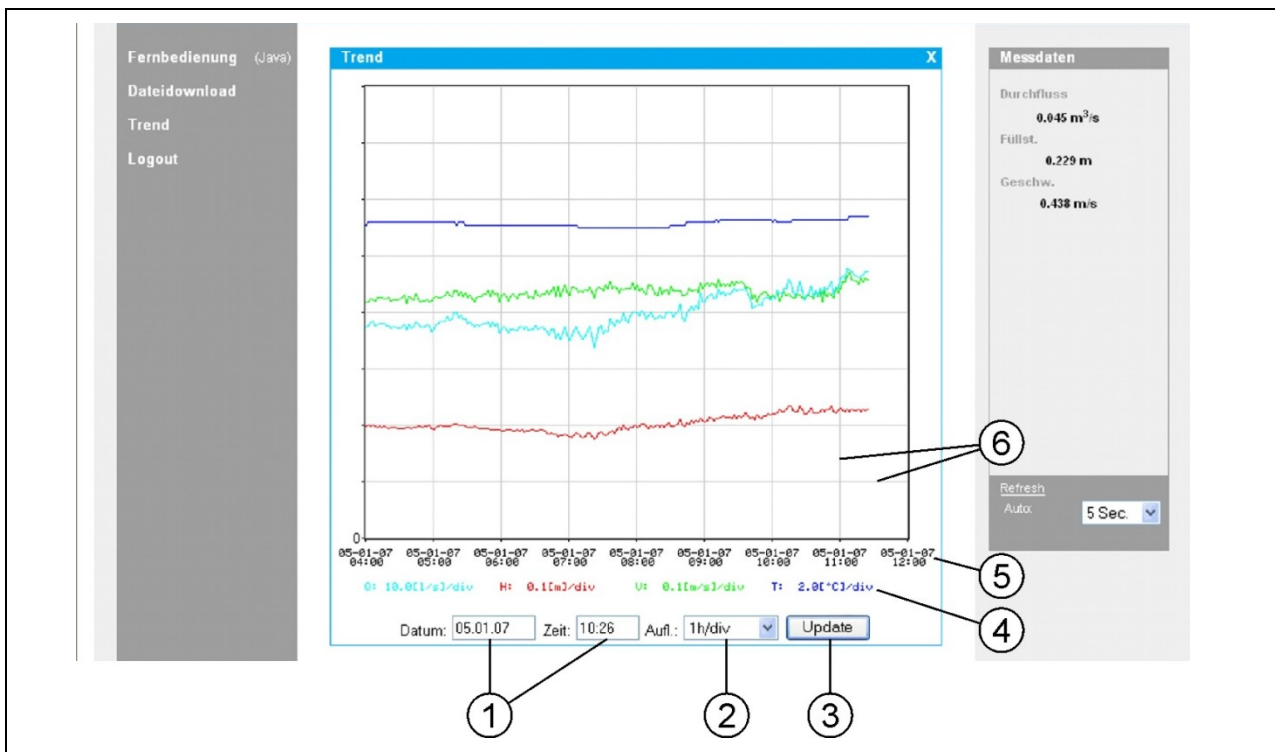 Fernbedienung (Java)
Dateidownload
Trend
Logout
Trend X
0
05-01-07 05-01-07 05-01-07 05-01-07 05-01-07 05-01-07 05-01-07 05-01-07 05-01-07
04:00 05:00 06:00 07:00 08:00 09:00 10:00 11:00 12:00
Q: 10.0[l/s]/div H: 0.1[m]/div V: 0.1[m/s]/div T: 2.0[°C]/div
Datum: 05.01.07 Zeit: 10:26 Aufl.: 1h/div Update
Messdaten
Durchfluss
0.045 m³/s
Füllst.
0.229 m
Geschw.
0.438 m/s
Refresh
Auto: 5 Sec.
6
5
4
1
2
3